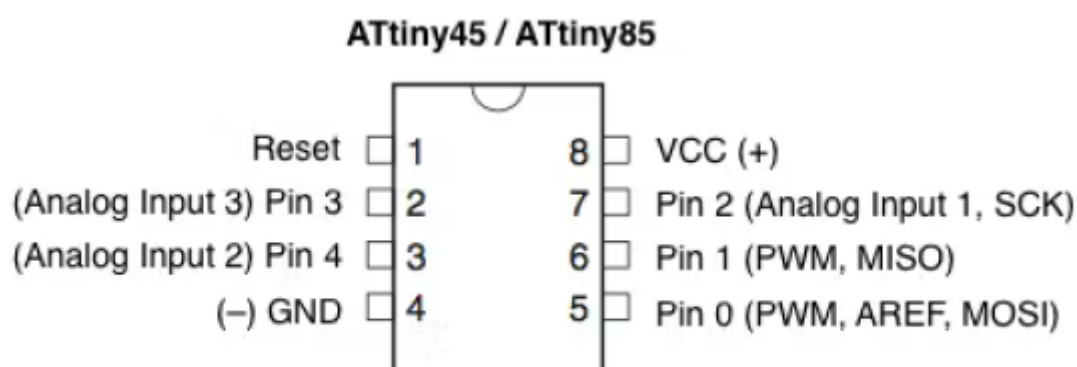 ATtiny45 / ATtiny85
Reset 1 8 VCC (+)
(Analog Input 3) Pin 3 2 7 Pin 2 (Analog Input 1, SCK)
(Analog Input 2) Pin 4 3 6 Pin 1 (PWM, MISO)
(–) GND 4 5 Pin 0 (PWM, AREF, MOSI)